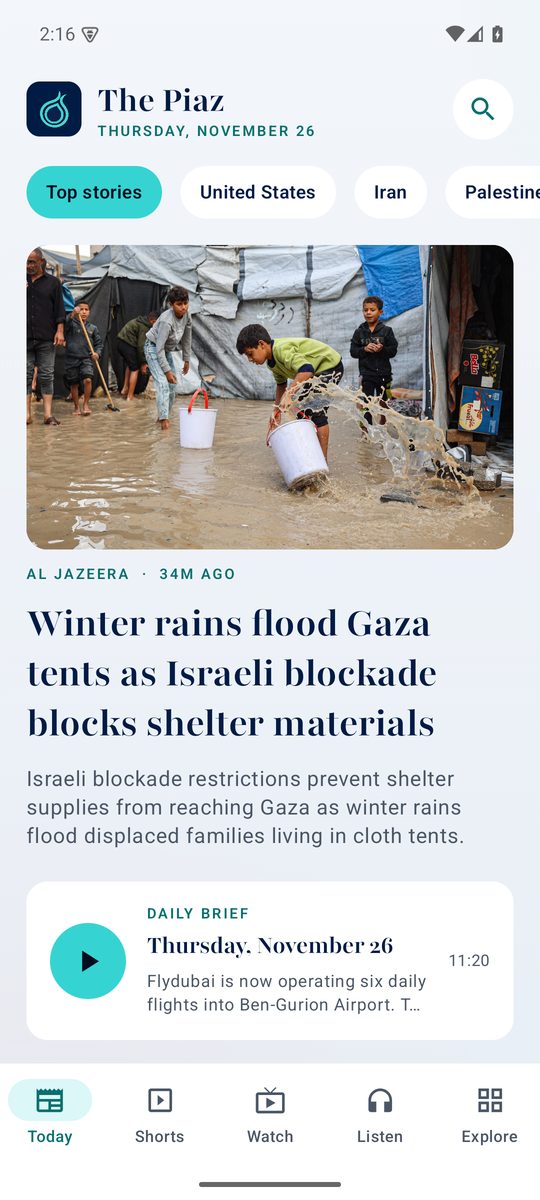 2:16
The Piaz
THURSDAY, NOVEMBER 26
Top stories
United States
Iran
Palestine
AL JAZEERA · 34M AGO
Winter rains flood Gaza
tents as Israeli blockade
blocks shelter materials
Israeli blockade restrictions prevent shelter
supplies from reaching Gaza as winter rains
flood displaced families living in cloth tents.
DAILY BRIEF
Thursday, November 26
11:20
Flydubai is now operating six daily
flights into Ben-Gurion Airport. T…
Today
Shorts
Watch
Listen
Explore